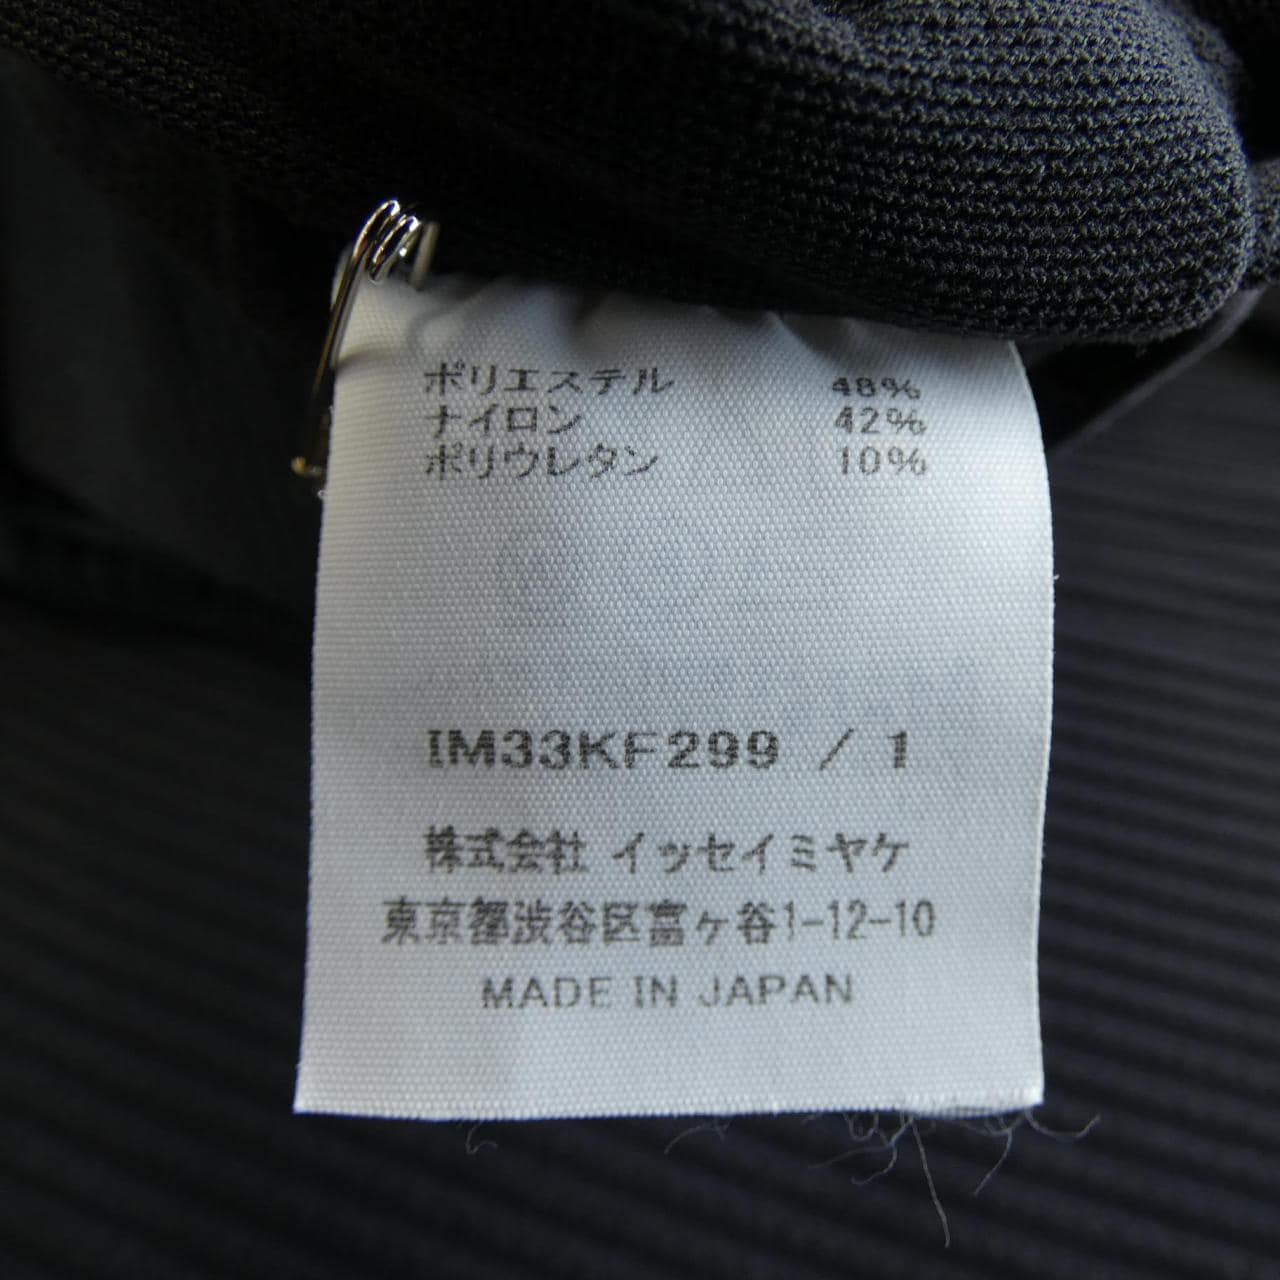 ポリエステル 48%
ナイロン 42%
ポリウレタン 10%
IM33KF299 / 1
株式会社 イッセイミヤケ
東京都渋谷区富ヶ谷1-12-10
MADE IN JAPAN